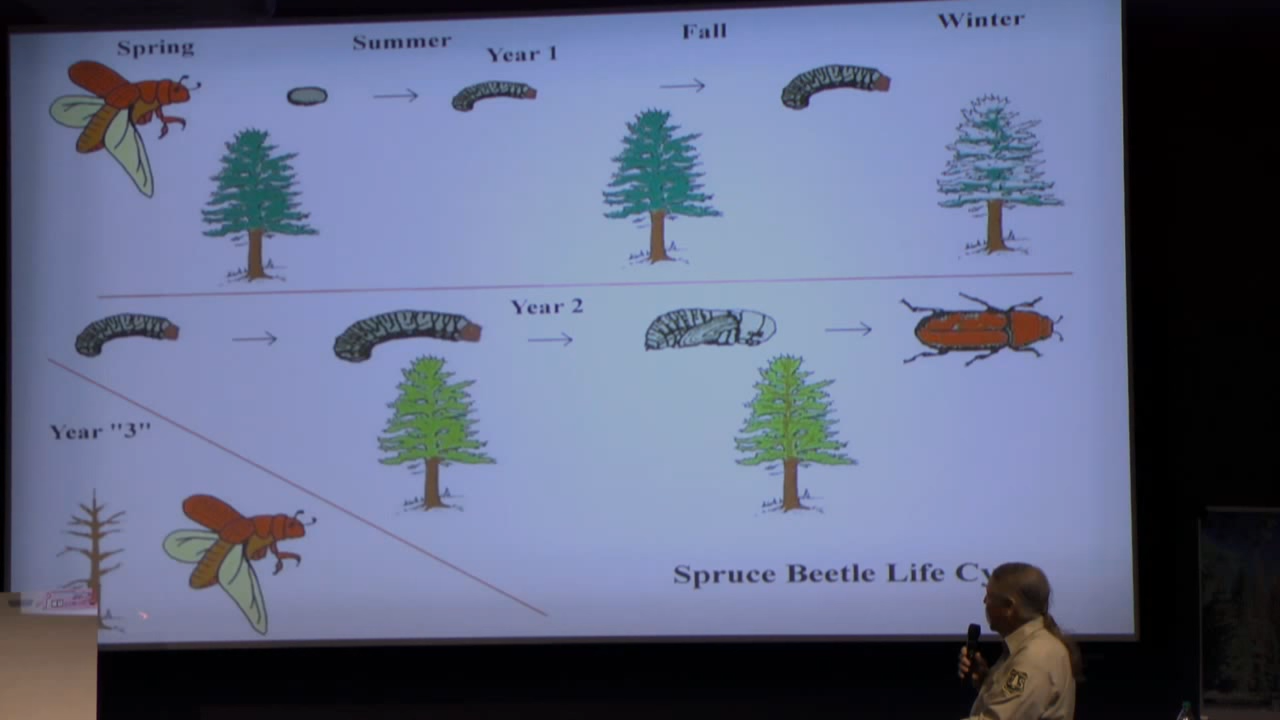 Spring
Summer
Year 1
Fall
Winter
Year 2
Year "3"
Spruce Beetle Life Cy